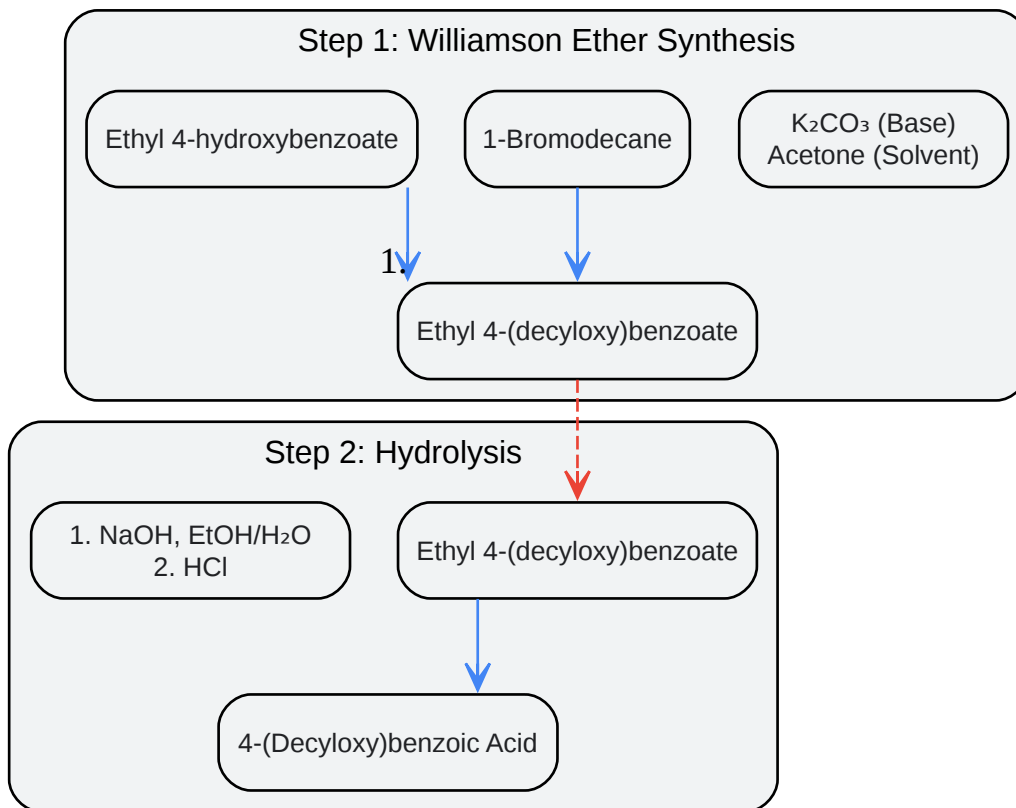 Step 1: Williamson Ether Synthesis
Ethyl 4-hydroxybenzoate
1-Bromodecane
K₂CO₃ (Base)
Acetone (Solvent)
1.
Ethyl 4-(decyloxy)benzoate
Step 2: Hydrolysis
1. NaOH, EtOH/H₂O
2. HCl
Ethyl 4-(decyloxy)benzoate
4-(Decyloxy)benzoic Acid